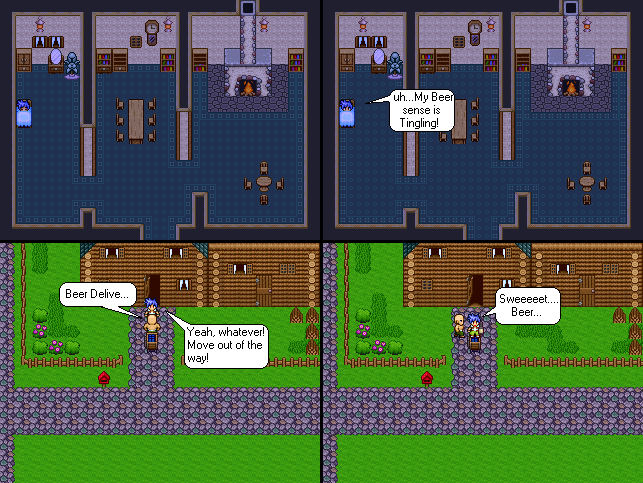 uh...My Beer
sense is
Tingling!
Beer Delive...
Yeah, whatever!
Move out of the
way!
Sweeeeet....
Beer...